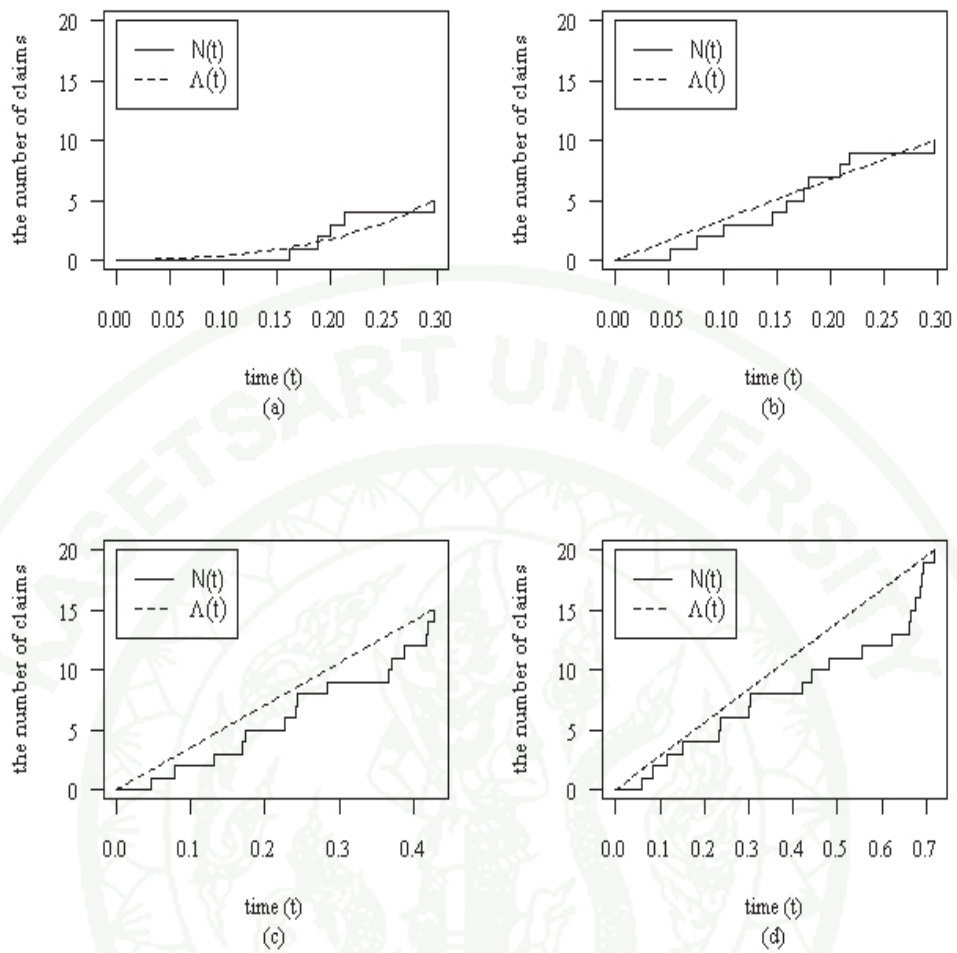 the number of claims
20
15
10
5
0
N(t)
Λ(t)
0.00 0.05 0.10 0.15 0.20 0.25 0.30
time (t)
(a)
the number of claims
20
15
10
5
0
N(t)
Λ(t)
0.00 0.05 0.10 0.15 0.20 0.25 0.30
time (t)
(b)
KASETSART UNIVERSITY
the number of claims
20
15
10
5
0
N(t)
Λ(t)
0.0 0.1 0.2 0.3 0.4
time (t)
(c)
the number of claims
20
15
10
5
0
N(t)
Λ(t)
0.0 0.1 0.2 0.3 0.4 0.5 0.6 0.7
time (t)
(d)